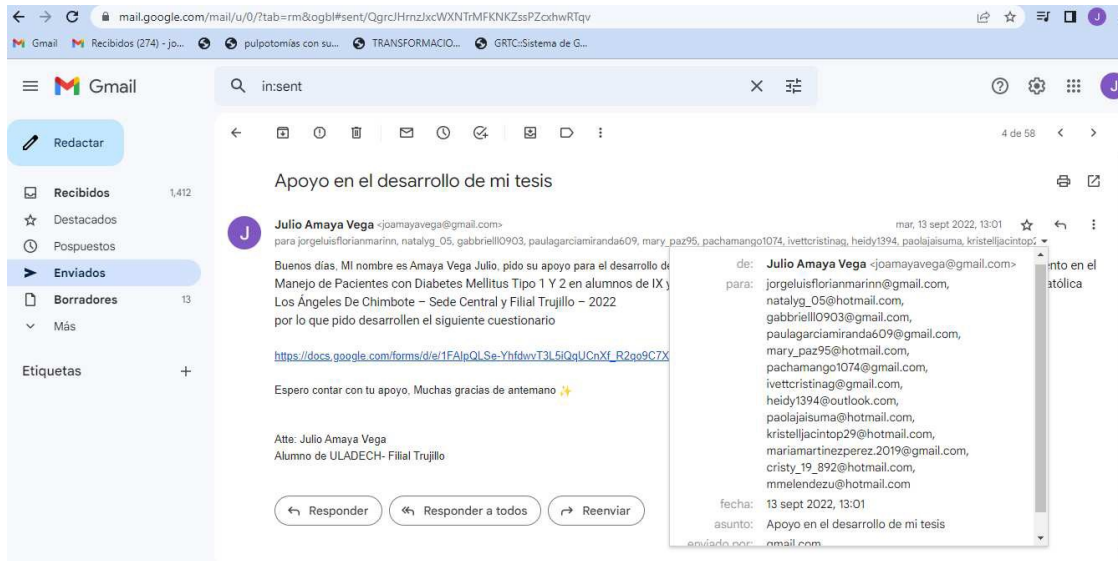 mail.google.com/mail/u/0/?tab=rm&ogbl#sent/QgrcJHrnzJxcWXNTrMFKNKZssPZcxhwRTqv
J
Gmail
Recibidos (274) - jo...
pulpotomías con su...
TRANSFORMACIO...
GRTC::Sistema de G...
Gmail
in:sent
J
Redactar
4 de 58
Recibidos 1,412
Destacados
Pospuestos
Enviados
Borradores 13
Más
Etiquetas
Apoyo en el desarrollo de mi tesis
J
Julio Amaya Vega <joamayavega@gmail.com>
mar, 13 sept 2022, 13:01
para jorgeluisflorianmarinn, natalyg_05, gabbrielll0903, paulagarciamiranda609, mary_paz95, pachamango1074, ivettcristinag, heidy1394, paolajaisuma,
Buenos días, MI nombre es Amaya Vega Julio, pido su apoyo para el desarrollo de
nto en el
Manejo de Pacientes con Diabetes Mellitus Tipo 1 Y 2 en alumnos de IX y
atólica
Los Ángeles De Chimbote – Sede Central y Filial Trujillo – 2022
por lo que pido desarrollen el siguiente cuestionario
https://docs.google.com/forms/d/e/1FAIpQLSe-YhfdwvT3L5iQqUCnXf_R2qo9C7X
Espero contar con tu apoyo, Muchas gracias de antemano ✨
Atte: Julio Amaya Vega
Alumno de ULADECH- Filial Trujillo
Responder
Responder a todos
Reenviar
de: Julio Amaya Vega <joamayavega@gmail.com>
para: jorgeluisflorianmarinn@gmail.com,
natalyg_05@hotmail.com,
gabbrielll0903@gmail.com,
paulagarciamiranda609@gmail.com,
mary_paz95@hotmail.com,
pachamango1074@gmail.com,
ivettcristinag@gmail.com,
heidy1394@outlook.com,
paolajaisuma@hotmail.com,
kristelljacintop29@hotmail.com,
mariamartinezperez.2019@gmail.com,
cristy_19_892@hotmail.com,
mmelendezu@hotmail.com
fecha: 13 sept 2022, 13:01
asunto: Apoyo en el desarrollo de mi tesis
enviado por: gmail.com